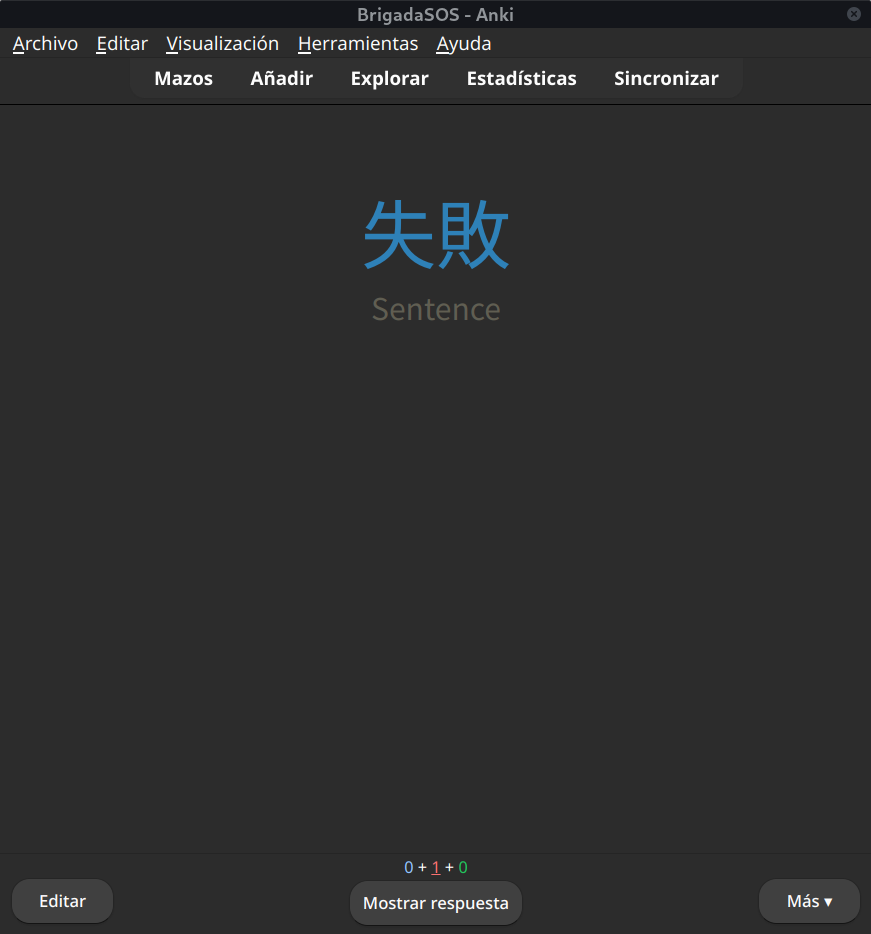 BrigadaSOS - Anki
Archivo Editar Visualización Herramientas Ayuda
Mazos Añadir Explorar Estadísticas Sincronizar
失敗
Sentence
0 + 1 + 0
Editar Mostrar respuesta Más ▾